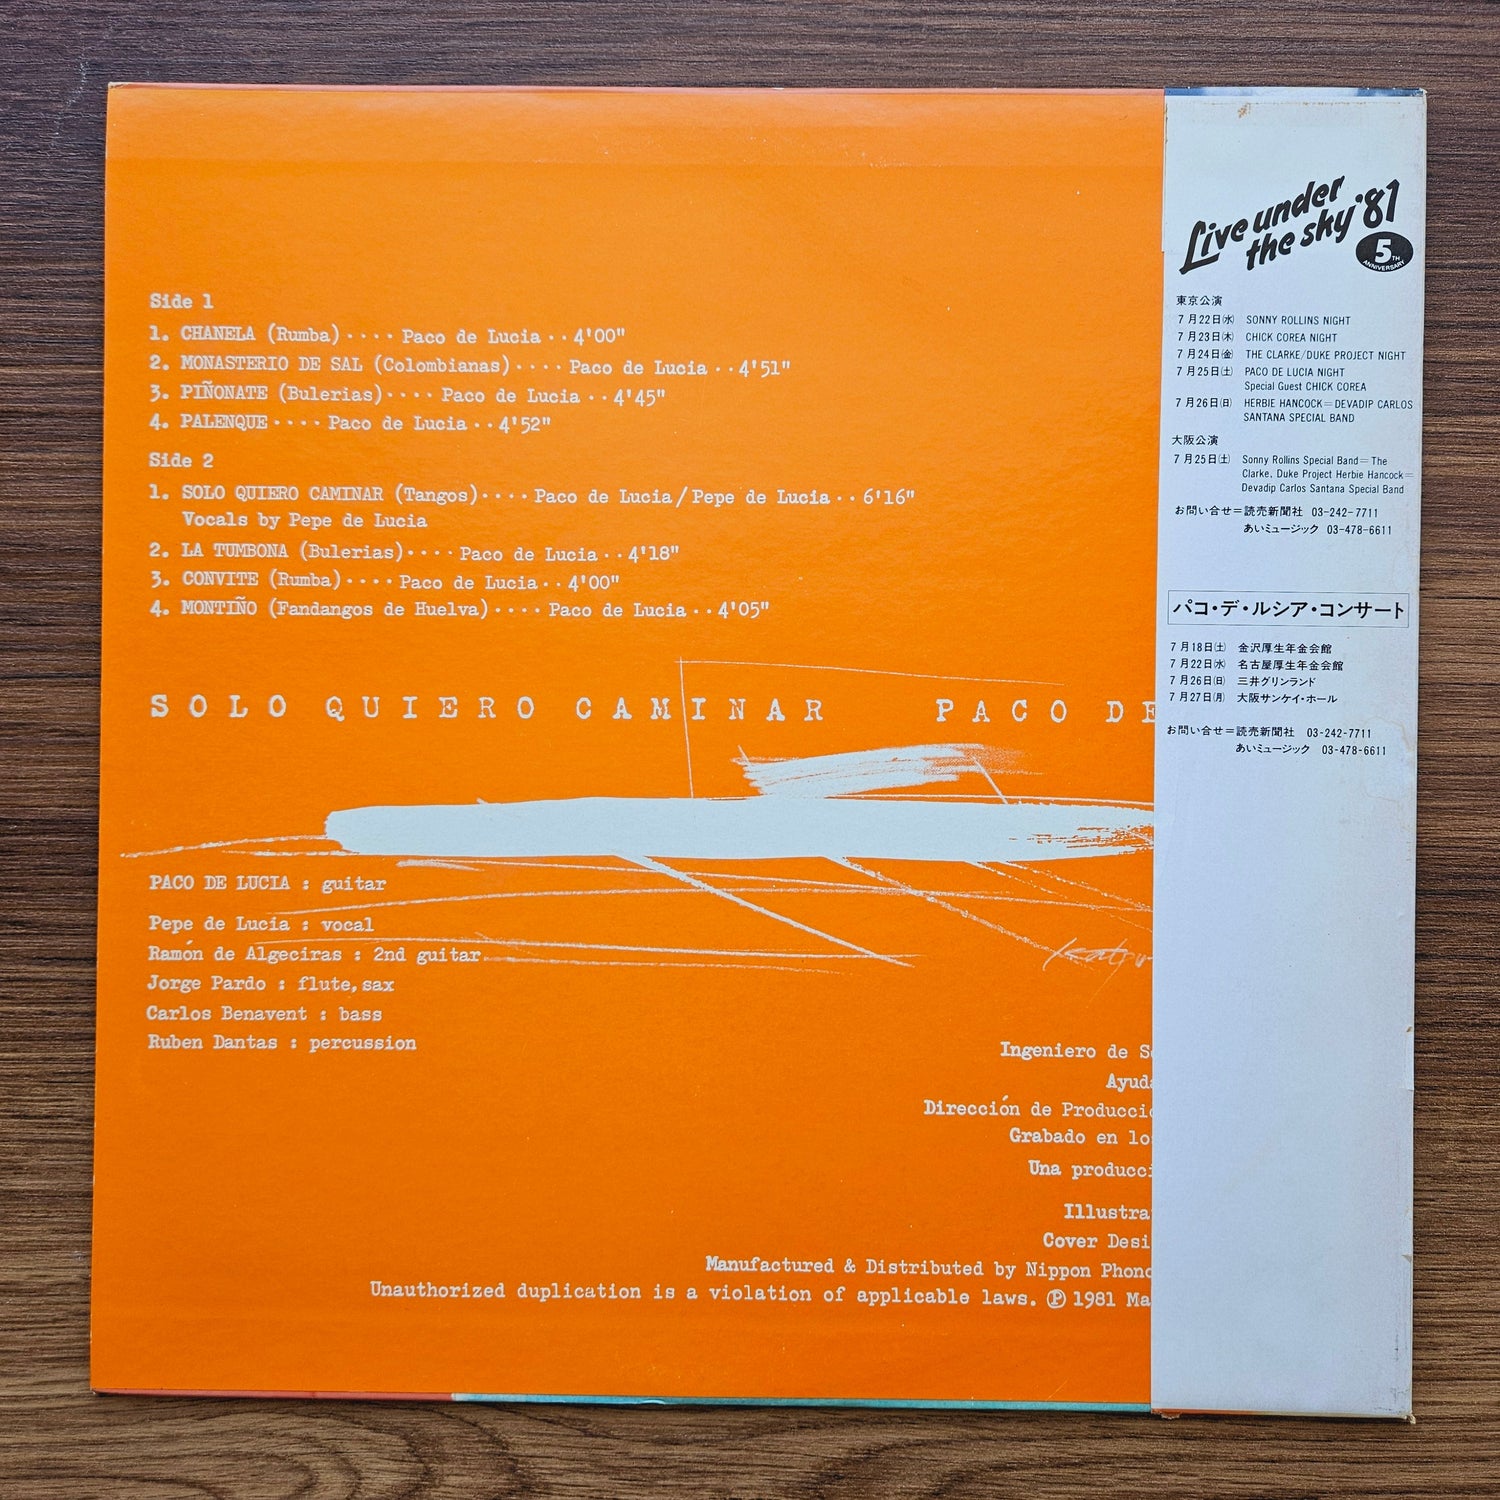 Side 1
1. CHANELA (Rumba)････Paco de Lucia‥4'00"
2. MONASTERIO DE SAL (Colombianas)････Paco de Lucia‥4'51"
3. PIÑONATE (Bulerias)････Paco de Lucia‥4'45"
4. PALENQUE････Paco de Lucia‥4'52"
Side 2
1. SOLO QUIERO CAMINAR (Tangos)････Paco de Lucia/Pepe de Lucia‥6'16"
Vocals by Pepe de Lucia
2. LA TUMBONA (Bulerias)････Paco de Lucia‥4'18"
3. CONVITE (Rumba)････Paco de Lucia‥4'00"
4. MONTIÑO (Fandangos de Huelva)････Paco de Lucia‥4'05"
SOLO QUIERO CAMINAR PACO DE
PACO DE LUCIA : guitar
Pepe de Lucia : vocal
Ramón de Algeciras : 2nd guitar
Jorge Pardo : flute,sax
Carlos Benavent : bass
Ruben Dantas : percussion
Ingeniero de S
Ayuda
Dirección de Producci
Grabado en lo
Una producci
Illustra
Cover Desi
Manufactured & Distributed by Nippon Phono
Unauthorized duplication is a violation of applicable laws. Ⓟ 1981 Ma
Live under
the sky '81
5TH
ANNIVERSARY
東京公演
7月22日㈬ SONNY ROLLINS NIGHT
7月23日㈭ CHICK COREA NIGHT
7月24日㈮ THE CLARKE/DUKE PROJECT NIGHT
7月25日㈯ PACO DE LUCIA NIGHT
Special Guest CHICK COREA
7月26日㈰ HERBIE HANCOCK=DEVADIP CARLOS
SANTANA SPECIAL BAND
大阪公演
7月25日㈯ Sonny Rollins Special Band=The
Clarke, Duke Project Herbie Hancock=
Devadip Carlos Santana Special Band
お問い合せ=読売新聞社 03-242-7711
あいミュージック 03-478-6611
パコ・デ・ルシア・コンサート
7月18日㈯ 金沢厚生年金会館
7月22日㈬ 名古屋厚生年金会館
7月26日㈰ 三井グリンランド
7月27日㈪ 大阪サンケイ・ホール
お問い合せ=読売新聞社 03-242-7711
あいミュージック 03-478-6611